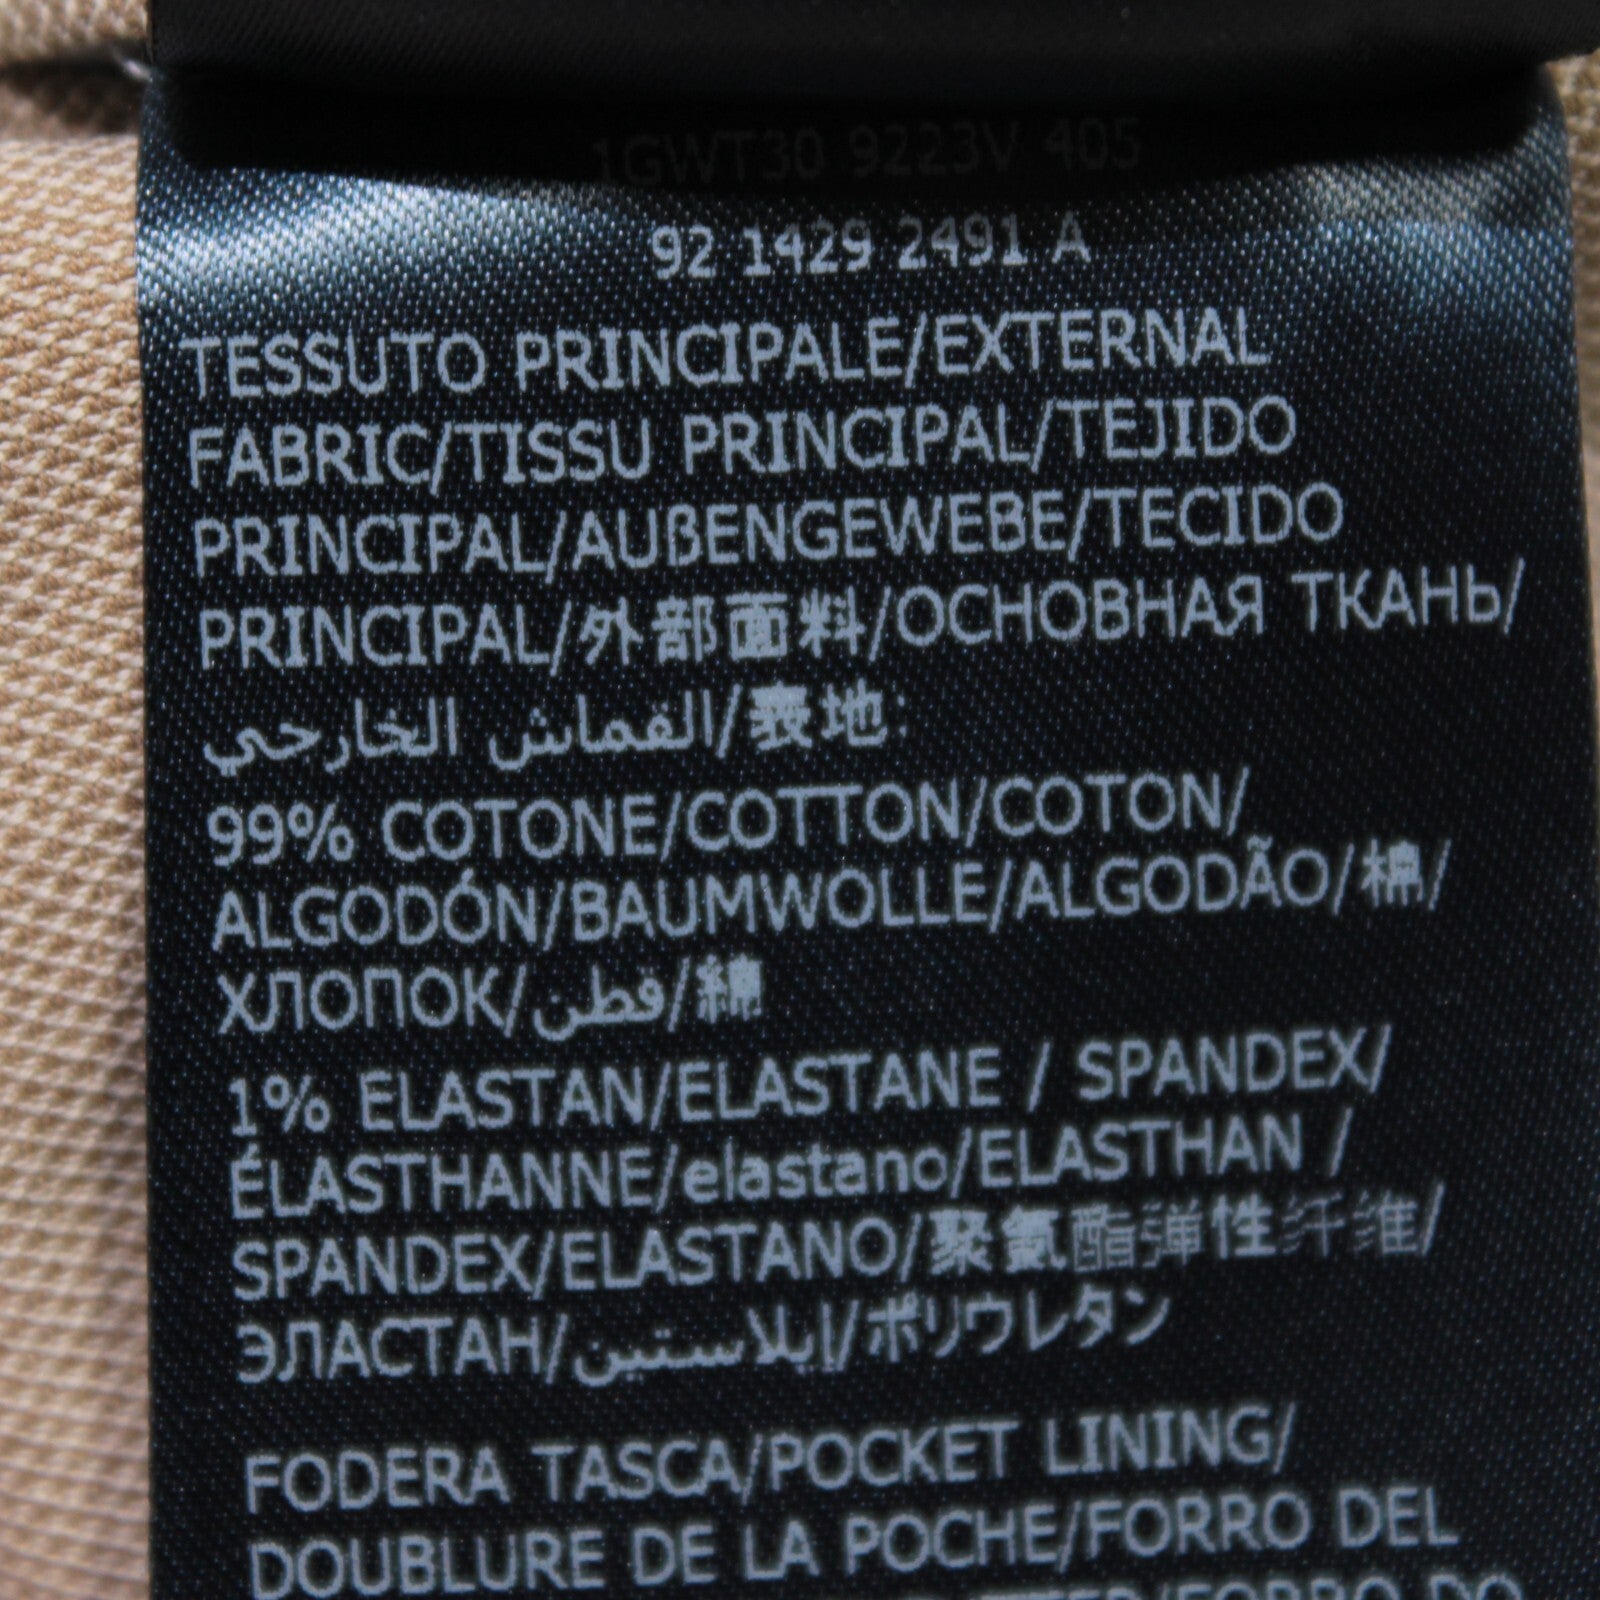 1GWT30 9223V 405
92 1429 2491 A
TESSUTO PRINCIPALE/EXTERNAL
FABRIC/TISSU PRINCIPAL/TEJIDO
PRINCIPAL/AUßENGEWEBE/TECIDO
PRINCIPAL/外部面料/ОСНОВНАЯ ТКАНЬ/
القماش الخارجي/表地:
99% COTONE/COTTON/COTON/
ALGODÓN/BAUMWOLLE/ALGODÃO/棉/
ХЛОПОК/قطن/綿
1% ELASTAN/ELASTANE / SPANDEX/
ÉLASTHANNE/elastano/ELASTHAN /
SPANDEX/ELASTANO/聚氨酯弹性纤维/
ЭЛАСТАН/إيلاستين/ポリウレタン
FODERA TASCA/POCKET LINING/
DOUBLURE DE LA POCHE/FORRO DEL